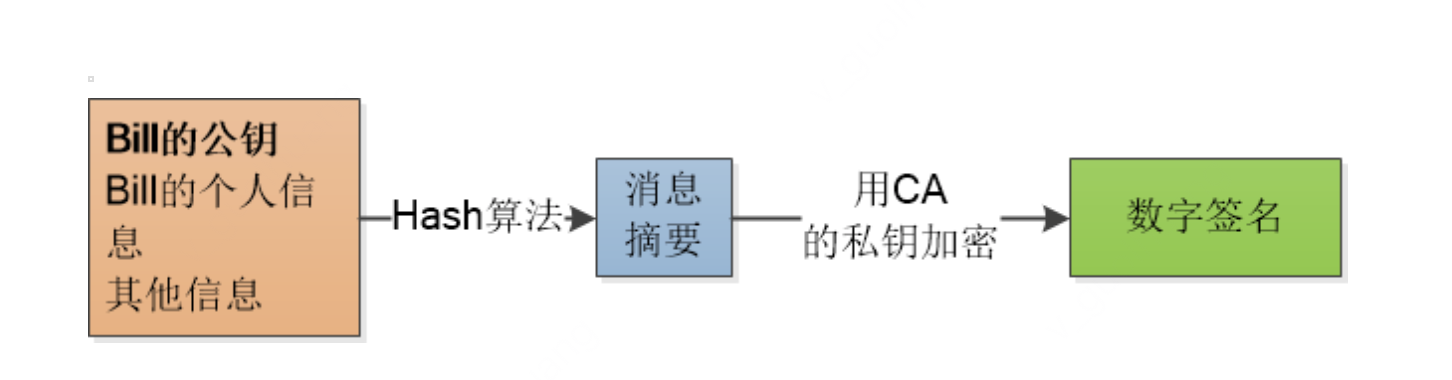 Bill的公钥
Bill的个人信
息
其他信息
Hash算法
消息
摘要
用CA
的私钥加密
数字签名